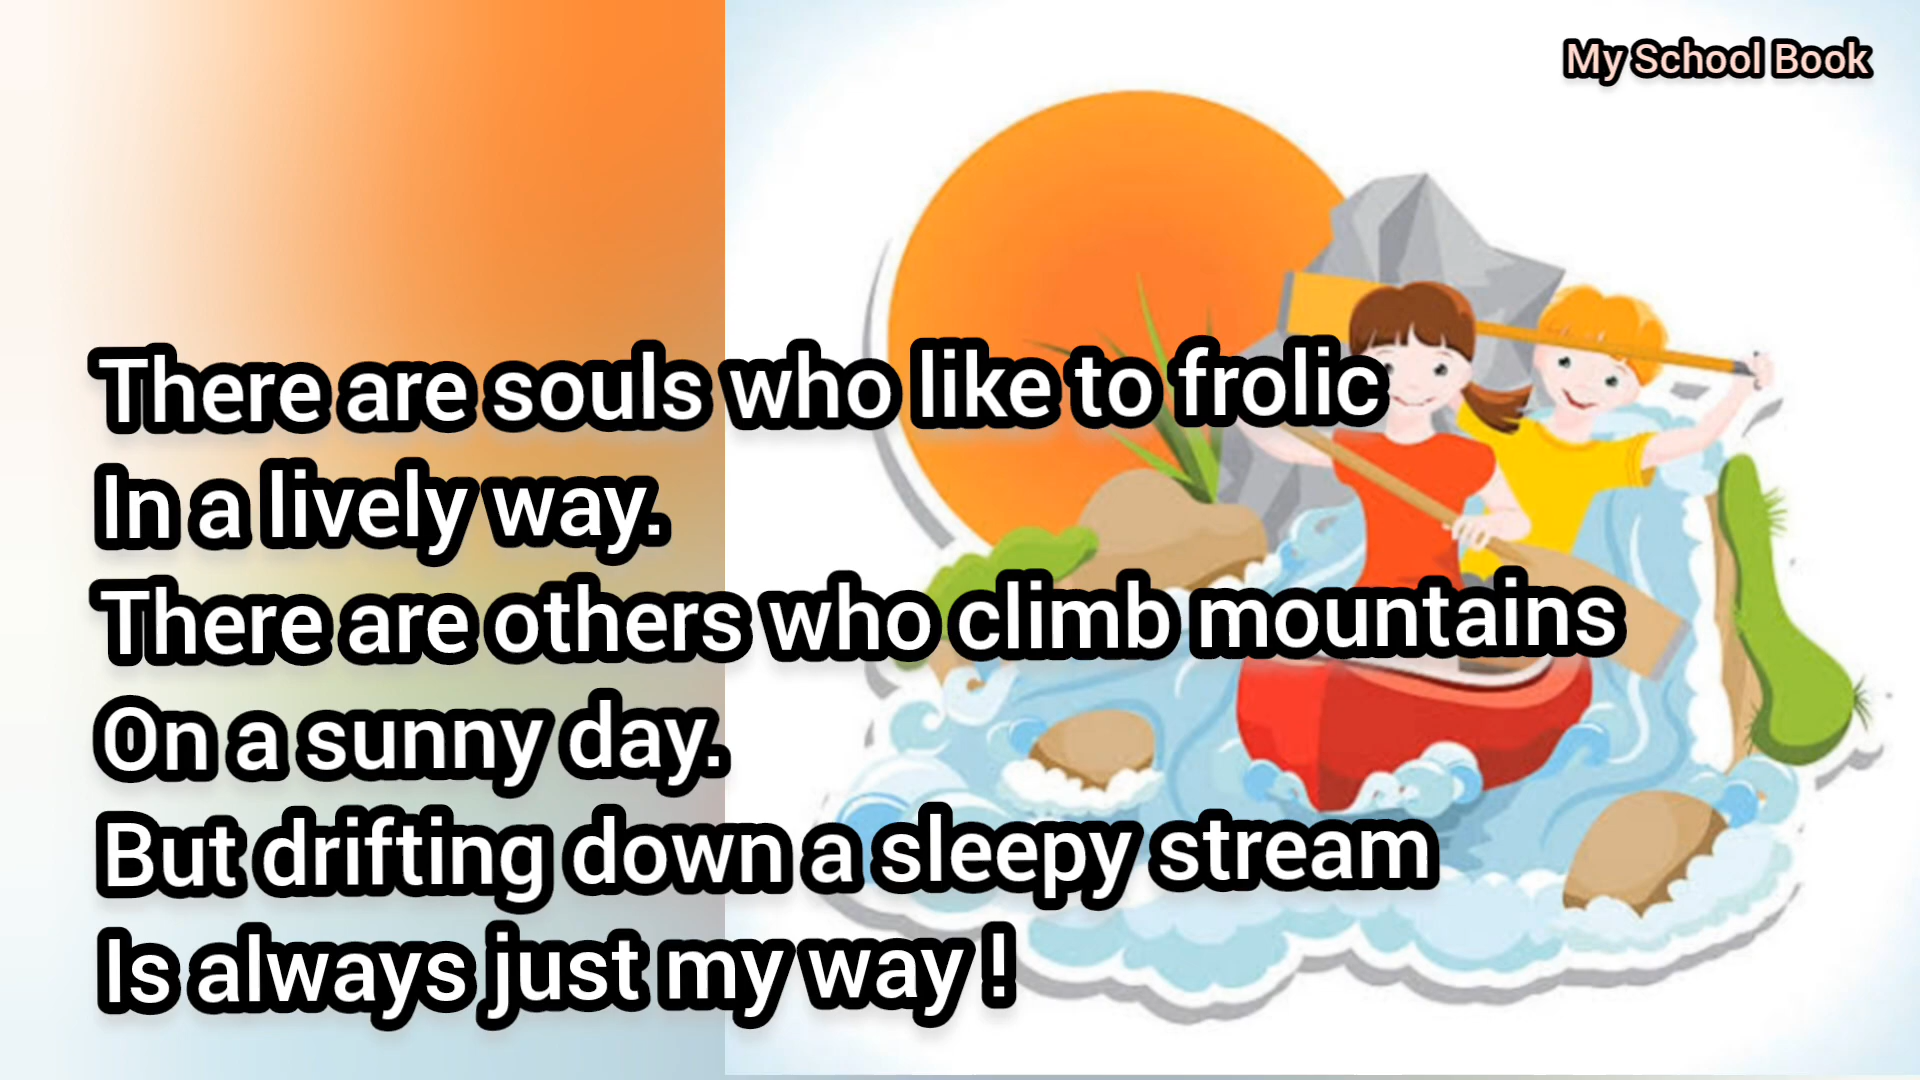 My School Book
There are souls who like to frolic
In a lively way.
There are others who climb mountains
On a sunny day.
But drifting down a sleepy stream
Is always just my way !